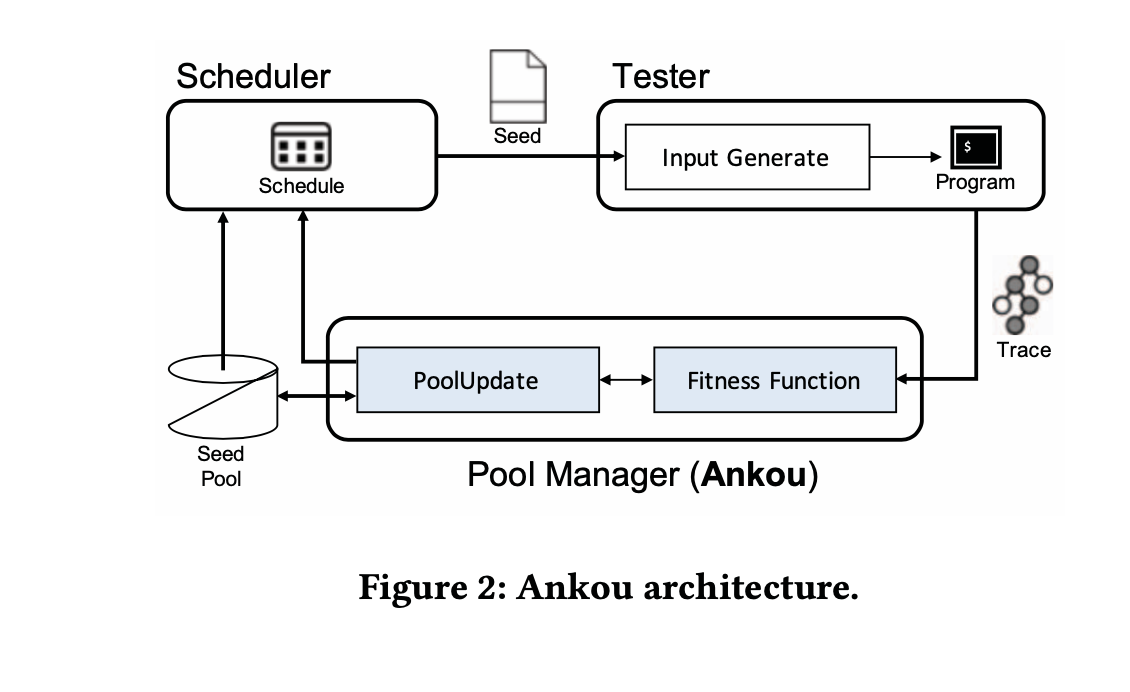 Scheduler
Tester
Seed
Schedule
Input Generate
$
Program
Trace
PoolUpdate
Fitness Function
Seed
Pool
Pool Manager (Ankou)
Figure 2: Ankou architecture.